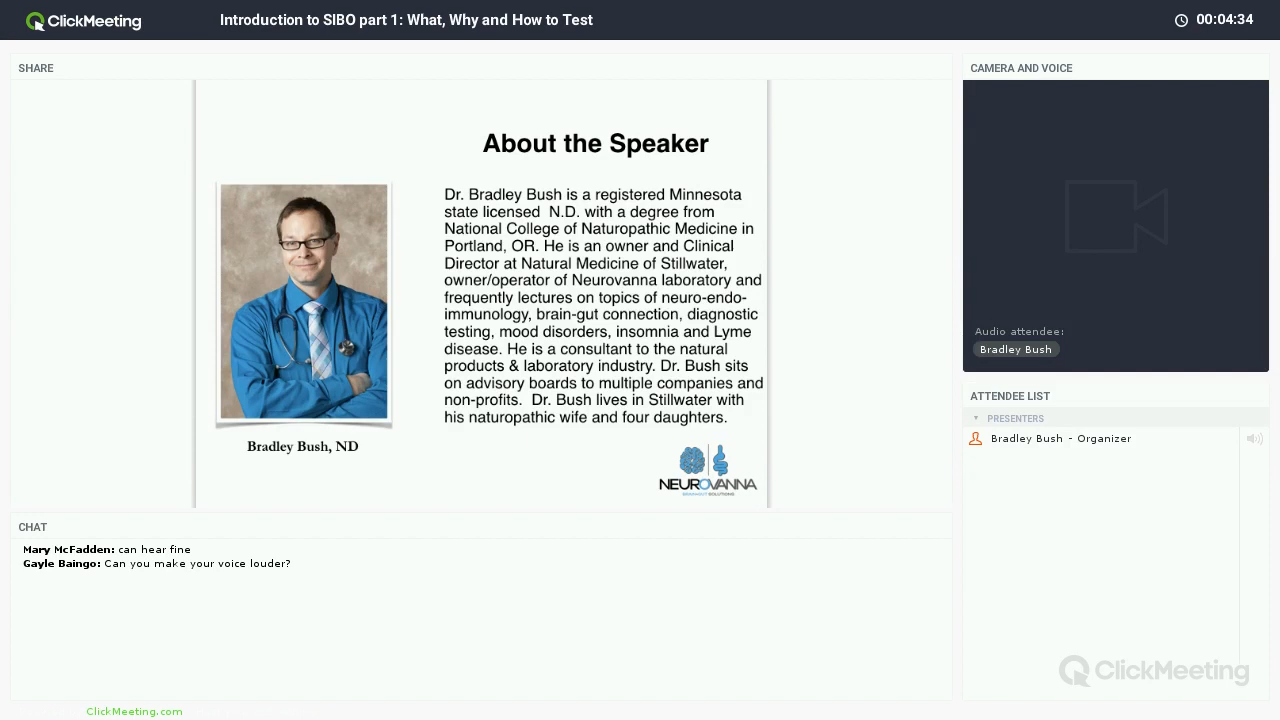 ClickMeeting
Introduction to SIBO part 1: What, Why and How to Test
00:04:34
SHARE
About the Speaker
Dr. Bradley Bush is a registered Minnesota
state licensed N.D. with a degree from
National College of Naturopathic Medicine in
Portland, OR. He is an owner and Clinical
Director at Natural Medicine of Stillwater,
owner/operator of Neurovanna laboratory and
frequently lectures on topics of neuro-endo-
immunology, brain-gut connection, diagnostic
testing, mood disorders, insomnia and Lyme
disease. He is a consultant to the natural
products & laboratory industry. Dr. Bush sits
on advisory boards to multiple companies and
non-profits. Dr. Bush lives in Stillwater with
his naturopathic wife and four daughters.
Bradley Bush, ND
NEUROVANNA
BRAIN•GUT SOLUTIONS
CAMERA AND VOICE
Audio attendee:
Bradley Bush
ATTENDEE LIST
PRESENTERS
Bradley Bush - Organizer
CHAT
Mary McFadden: can hear fine
Gayle Baingo: Can you make your voice louder?
ClickMeeting
ClickMeeting.com